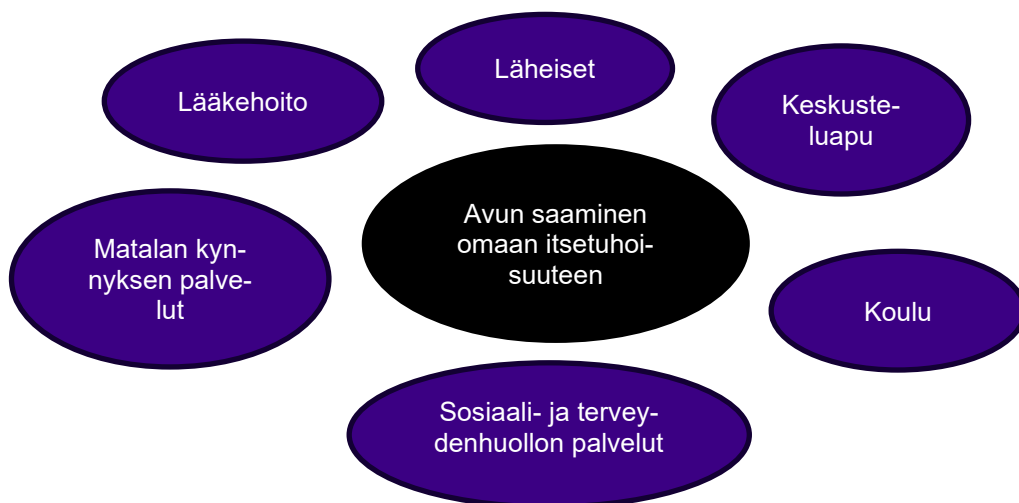 Läheiset
Lääkehoito
Keskuste-
luapu
Avun saaminen
omaan itsetuhoi-
suuteen
Matalan kyn-
nyksen palve-
lut
Koulu
Sosiaali- ja tervey-
denhuollon palvelut